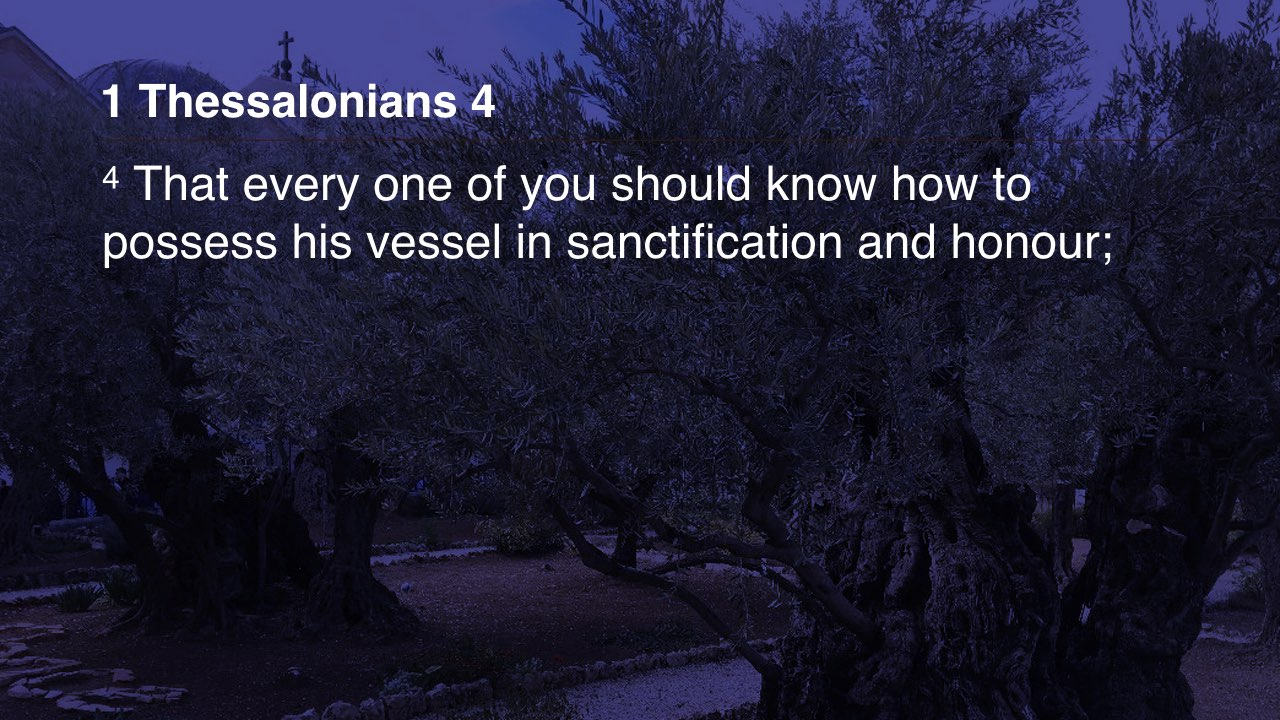 1 Thessalonians 4
4 That every one of you should know how to
possess his vessel in sanctification and honour;